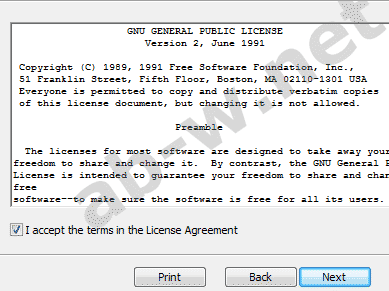 GNU GENERAL PUBLIC LICENSE
Version 2, June 1991
Copyright (C) 1989, 1991 Free Software Foundation, Inc.,
51 Franklin Street, Fifth Floor, Boston, MA 02110-1301 USA
Everyone is permitted to copy and distribute verbatim copies
of this license document, but changing it is not allowed.
Preamble
The licenses for most software are designed to take away your
freedom to share and change it.  By contrast, the GNU General
License is intended to guarantee your freedom to share and
free
software--to make sure the software is free for all its users.
I accept the terms in the License Agreement
Print Back Next
ab-w.net